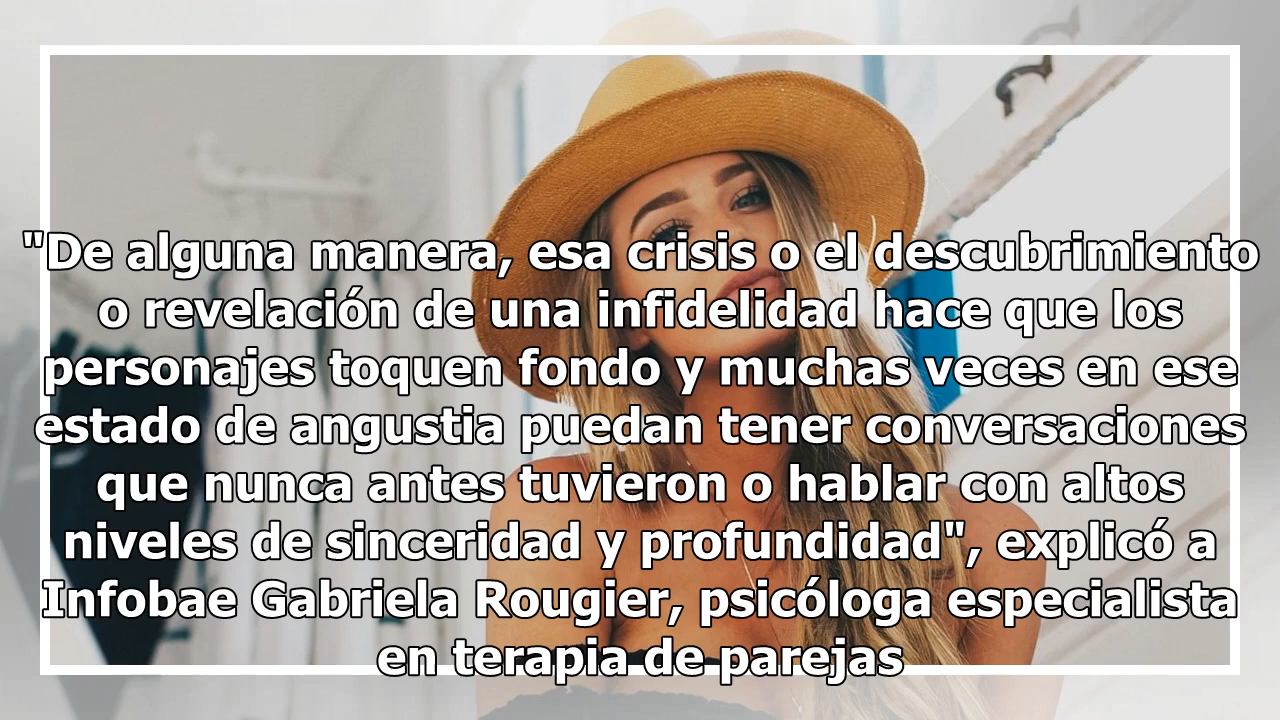 "De alguna manera, esa crisis o el descubrimiento
o revelación de una infidelidad hace que los
personajes toquen fondo y muchas veces en ese
estado de angustia puedan tener conversaciones
que nunca antes tuvieron o hablar con altos
niveles de sinceridad y profundidad", explicó a
Infobae Gabriela Rougier, psicóloga especialista
en terapia de parejas